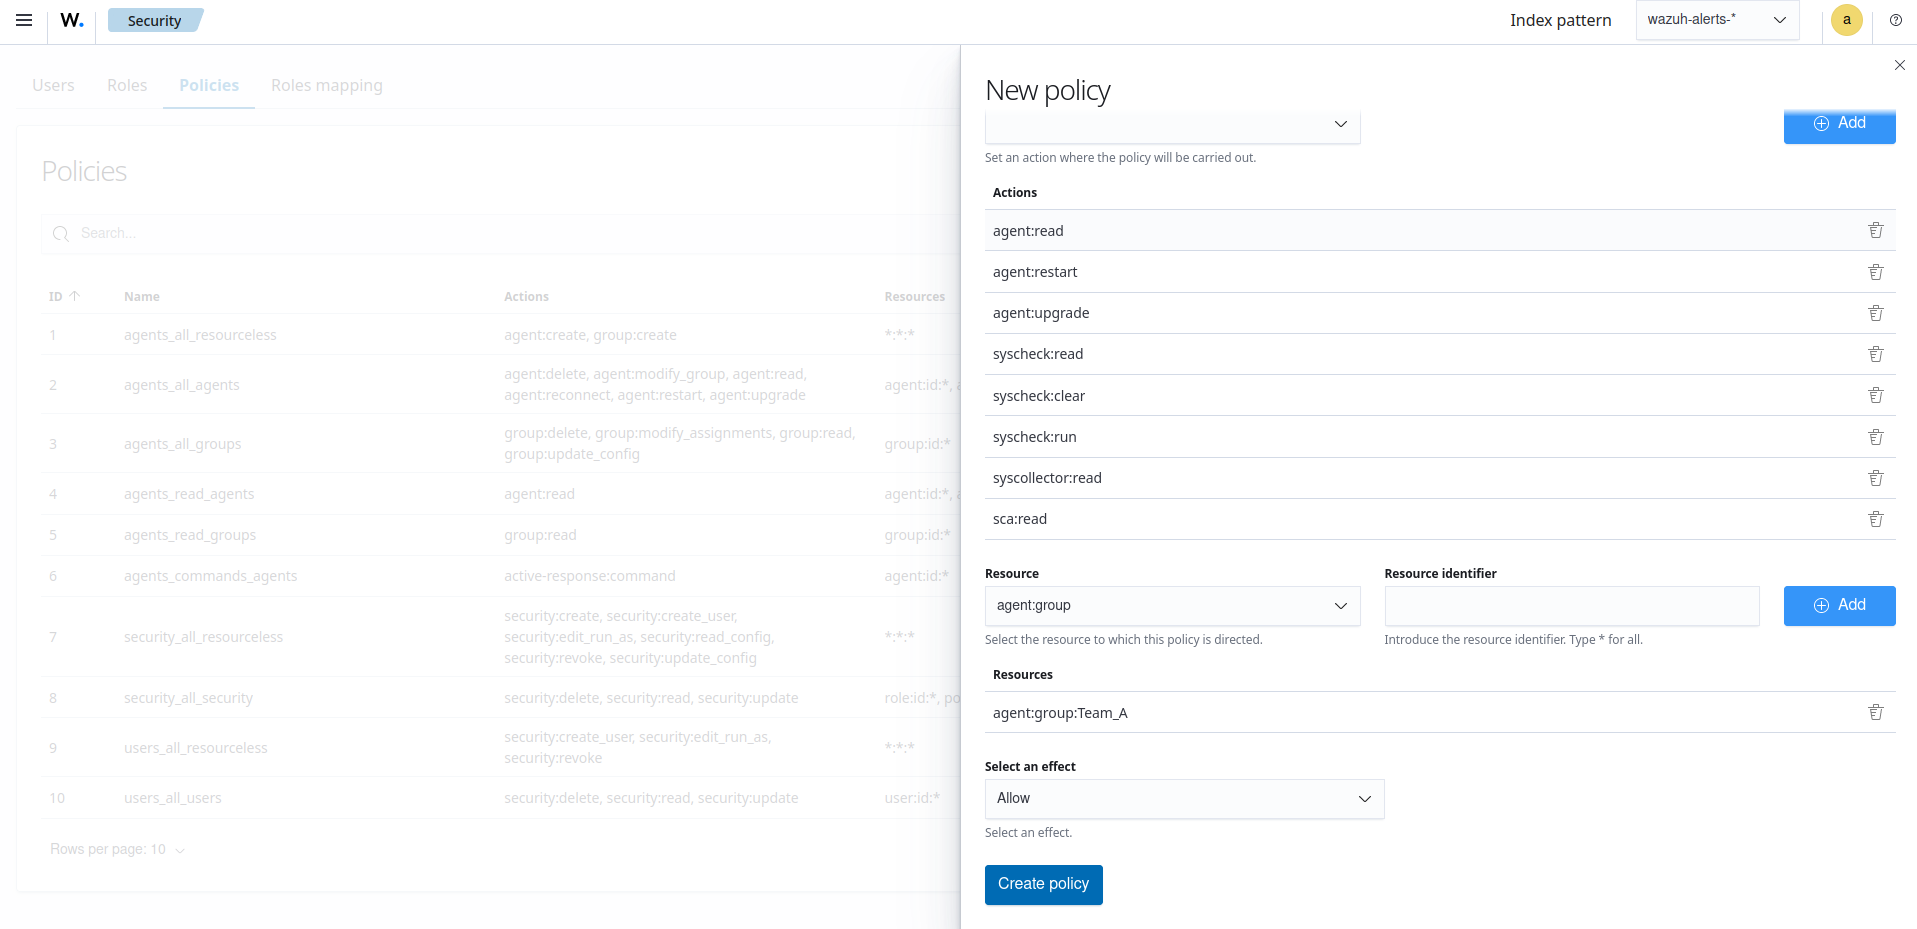 W.
Security
Index pattern
wazuh-alerts-*
a
Users
Roles
Policies
Roles mapping
Policies
Search...
ID Name Actions Resources
1 agents_all_resourceless agent:create, group:create *:*:*
2 agents_all_agents agent:delete, agent:modify_group, agent:read, agent:id:*, a
agent:reconnect, agent:restart, agent:upgrade
3 agents_all_groups group:delete, group:modify_assignments, group:read, group:id:*
group:update_config
4 agents_read_agents agent:read agent:id:*, a
5 agents_read_groups group:read group:id:*
6 agents_commands_agents active-response:command agent:id:*
7 security_all_resourceless security:create, security:create_user, *:*:*
security:edit_run_as, security:read_config,
security:revoke, security:update_config
8 security_all_security security:delete, security:read, security:update role:id:*, po
9 users_all_resourceless security:create_user, security:edit_run_as, *:*:*
security:revoke
10 users_all_users security:delete, security:read, security:update user:id:*
Rows per page: 10
New policy
Add
Set an action where the policy will be carried out.
Actions
agent:read
agent:restart
agent:upgrade
syscheck:read
syscheck:clear
syscheck:run
syscollector:read
sca:read
Resource
Resource identifier
agent:group
Add
Select the resource to which this policy is directed.
Introduce the resource identifier. Type * for all.
Resources
agent:group:Team_A
Select an effect
Allow
Select an effect.
Create policy